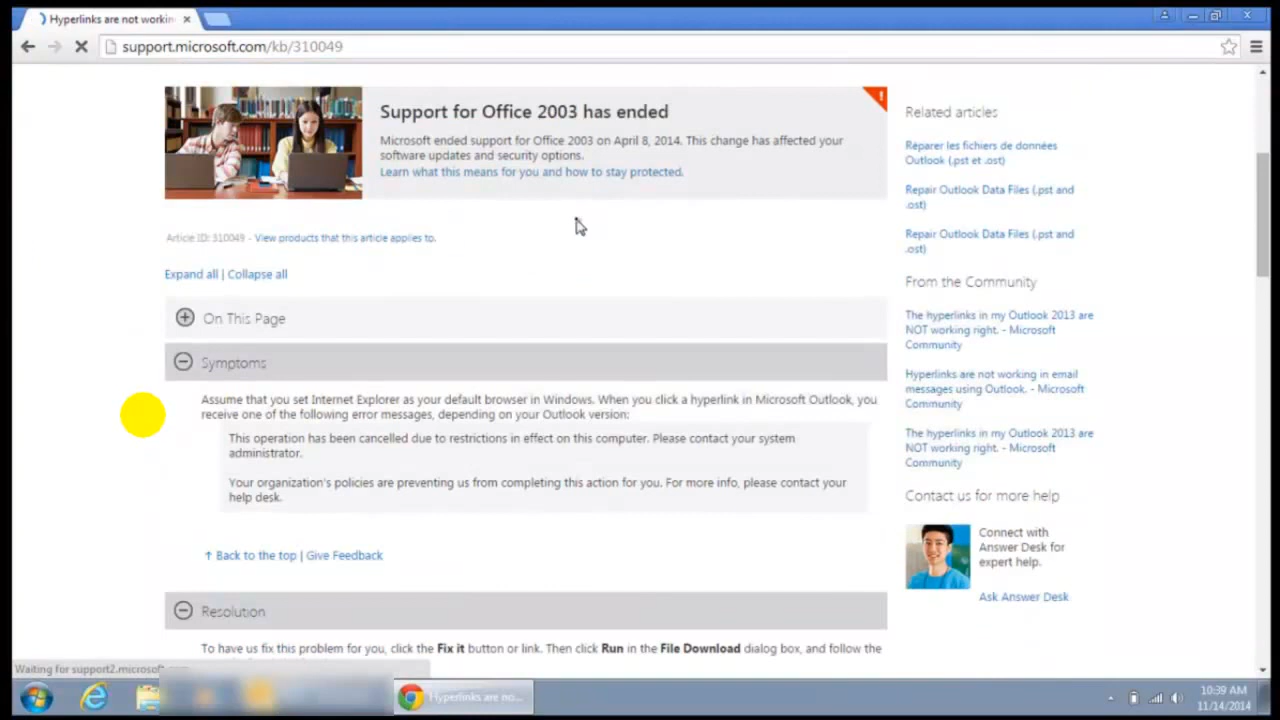 Hyperlinks are not workin
support.microsoft.com/kb/310049
Support for Office 2003 has ended
Microsoft ended support for Office 2003 on April 8, 2014. This change has affected your
software updates and security options.
Learn what this means for you and how to stay protected.
Article ID: 310049 - View products that this article applies to.
Expand all | Collapse all
On This Page
Symptoms
Assume that you set Internet Explorer as your default browser in Windows. When you click a hyperlink in Microsoft Outlook, you
receive one of the following error messages, depending on your Outlook version:
This operation has been cancelled due to restrictions in effect on this computer. Please contact your system
administrator.
Your organization's policies are preventing us from completing this action for you. For more info, please contact your
help desk.
↑ Back to the top | Give Feedback
Resolution
To have us fix this problem for you, click the Fix it button or link. Then click Run in the File Download dialog box, and follow the
Related articles
Réparer les fichiers de données
Outlook (.pst et .ost)
Repair Outlook Data Files (.pst and
.ost)
Repair Outlook Data Files (.pst and
.ost)
From the Community
The hyperlinks in my Outlook 2013 are
NOT working right. - Microsoft
Community
Hyperlinks are not working in email
messages using Outlook. - Microsoft
Community
The hyperlinks in my Outlook 2013 are
NOT working right. - Microsoft
Community
Contact us for more help
Connect with
Answer Desk for
expert help.
Ask Answer Desk
Waiting for support2.microsoft.com...
Hyperlinks are no...
10:39 AM
11/14/2014